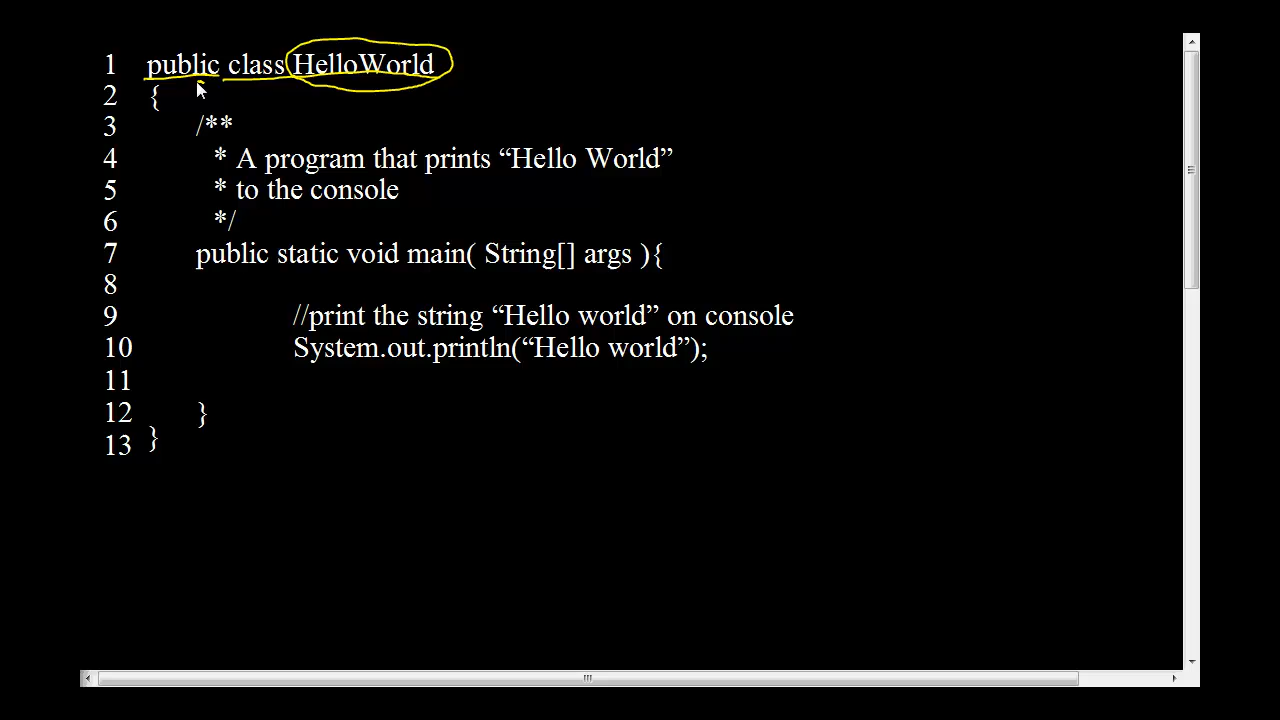 1 public class HelloWorld
2 {
3 /**
4 * A program that prints “Hello World”
5 * to the console
6 */
7 public static void main( String[] args ){
8
9 //print the string “Hello world” on console
10 System.out.println(“Hello world”);
11
12 }
13 }